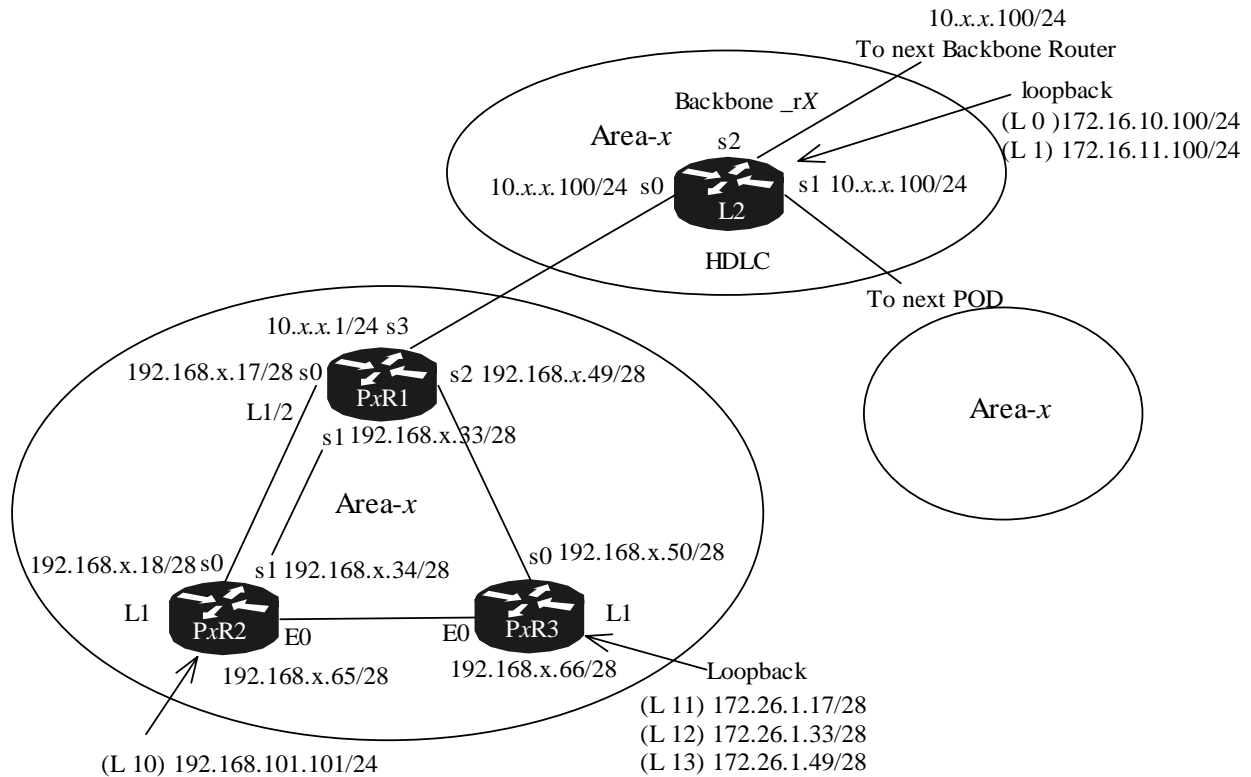 10.x.x.100/24
To next Backbone Router
Backbone _rX
loopback
(L 0 )172.16.10.100/24
(L 1) 172.16.11.100/24
Area-x
s2
10.x.x.100/24 s0
s1 10.x.x.100/24
L2
HDLC
To next POD
10.x.x.1/24 s3
192.168.x.17/28 s0
s2 192.168.x.49/28
PxR1
L1/2
s1 192.168.x.33/28
Area-x
Area-x
192.168.x.18/28 s0
s1 192.168.x.34/28
s0 192.168.x.50/28
L1
PxR2
E0
E0
PxR3
L1
192.168.x.65/28
192.168.x.66/28
Loopback
(L 11) 172.26.1.17/28
(L 12) 172.26.1.33/28
(L 13) 172.26.1.49/28
(L 10) 192.168.101.101/24